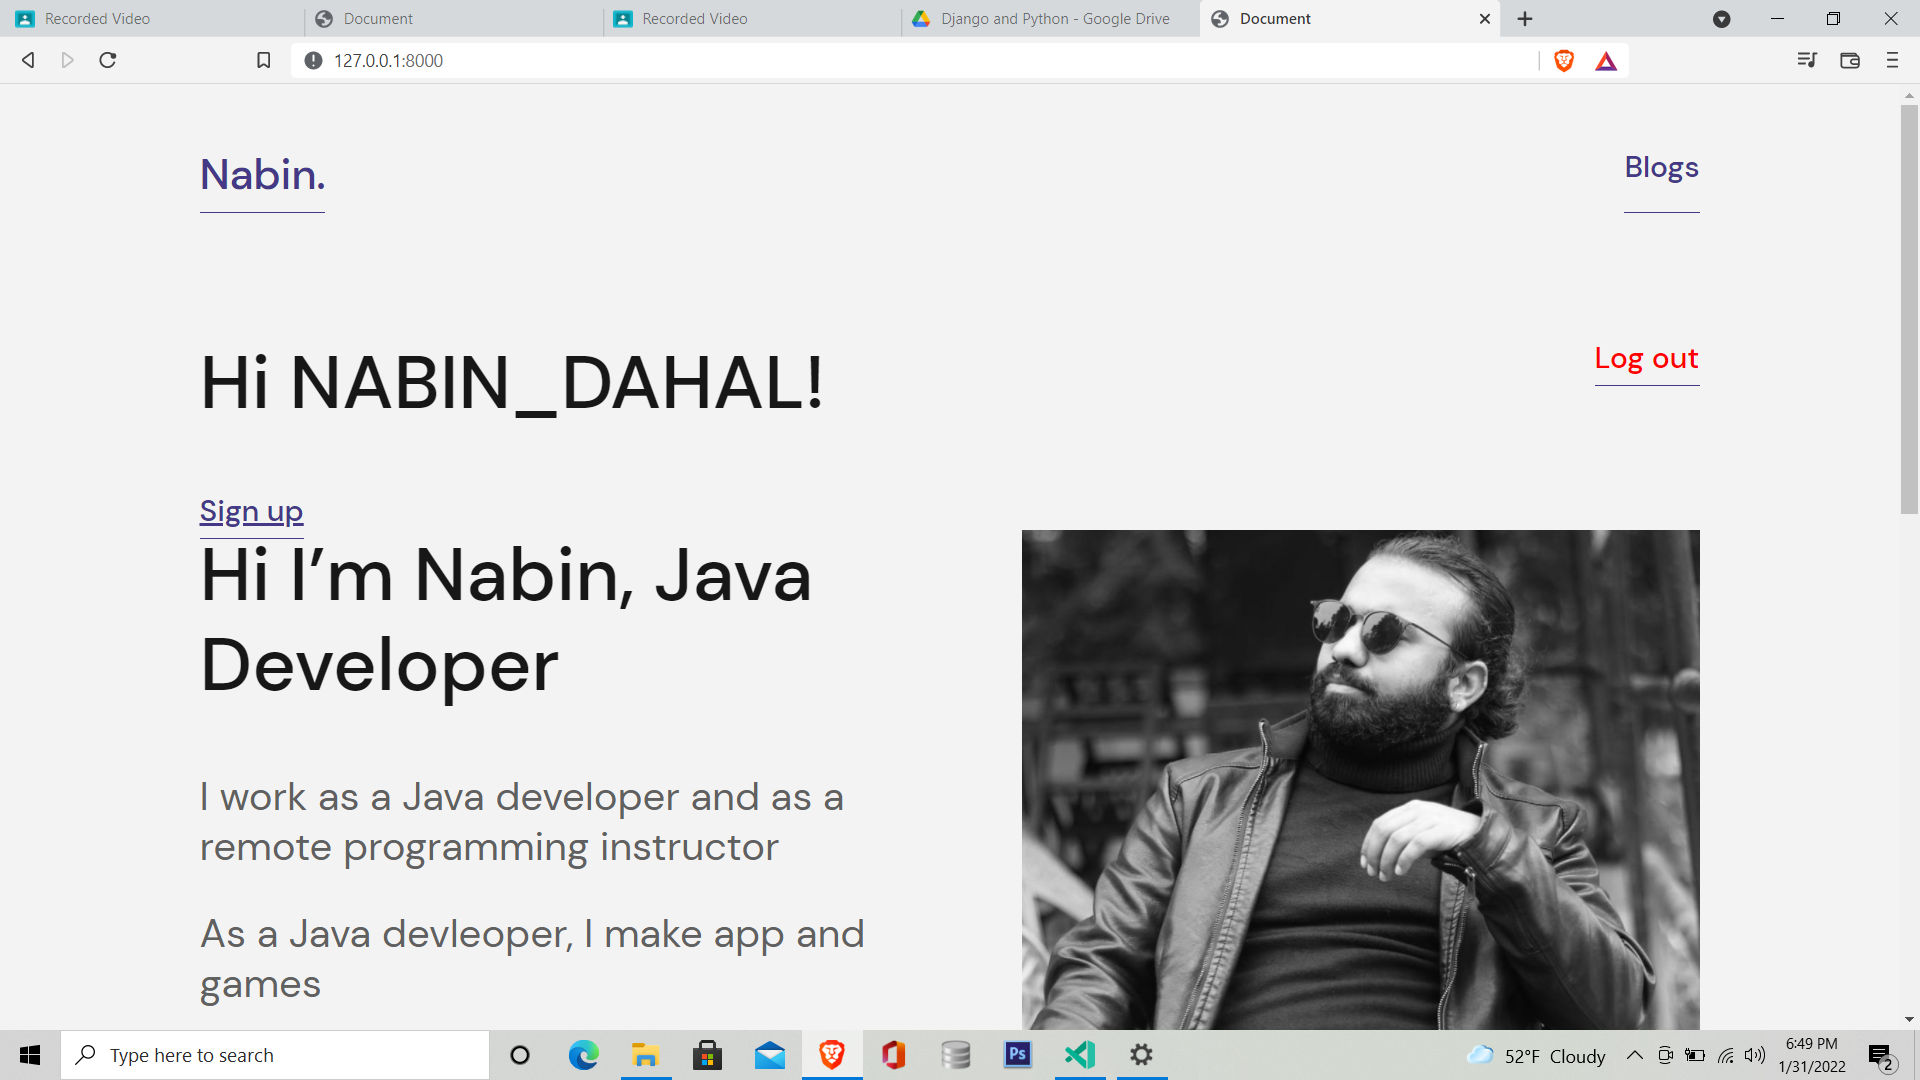 Recorded Video
Document
Recorded Video
Django and Python - Google Drive
Document
127.0.0.1:8000
Nabin.
Blogs
Hi NABIN_DAHAL!
Log out
Sign up
Hi I’m Nabin, Java
Developer
I work as a Java developer and as a
remote programming instructor
As a Java devleoper, I make app and
games
Type here to search
Ps
52°F Cloudy
6:49 PM
1/31/2022
2